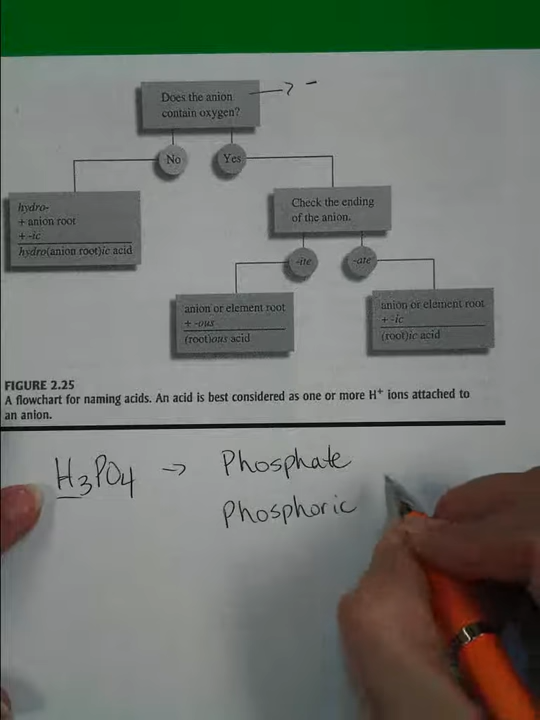 Does the anion
contain oxygen?
No
Yes
hydro-
+ anion root
+ -ic
hydro(anion root)ic acid
Check the ending
of the anion.
-ite
-ate
anion or element root
+ -ous
(root)ous acid
anion or element root
+ -ic
(root)ic acid
FIGURE 2.25
A flowchart for naming acids. An acid is best considered as one or more H⁺ ions attached to
an anion.
H₃PO₄ → Phosphate
Phosphoric